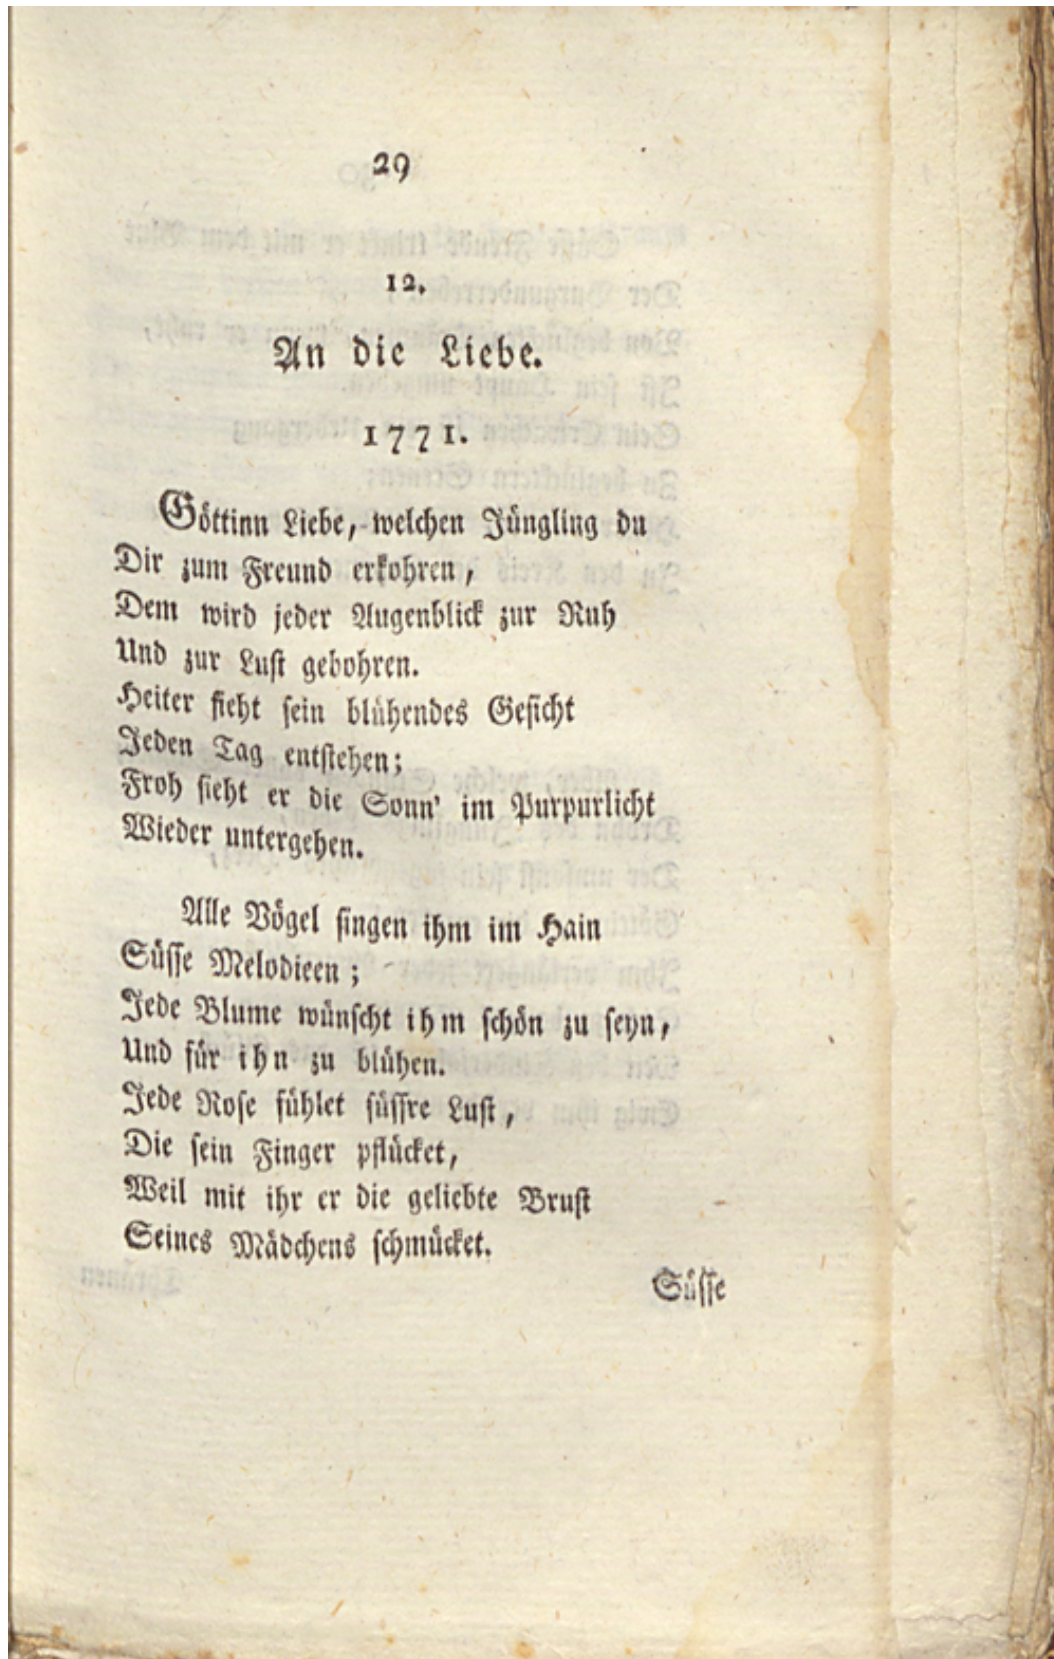 29
12.
An die Liebe.
1771.
Göttinn Liebe, welchen Jüngling du
Dir zum Freund erkohren,
Dem wird jeder Augenblick zur Ruh
Und zur Lust gebohren.
Heiter sieht sein blühendes Gesicht
Jeden Tag entstehen;
Froh sieht er die Sonn' im Purpurlicht
Wieder untergehen.
Alle Vögel singen ihm im Hain
Süsse Melodieen;
Jede Blume wünscht ihm schön zu seyn,
Und für ihn zu blühen.
Jede Rose fühlet süssre Lust,
Die sein Finger pflücket,
Weil mit ihr er die geliebte Brust
Seines Mädchens schmücket.
Süsse